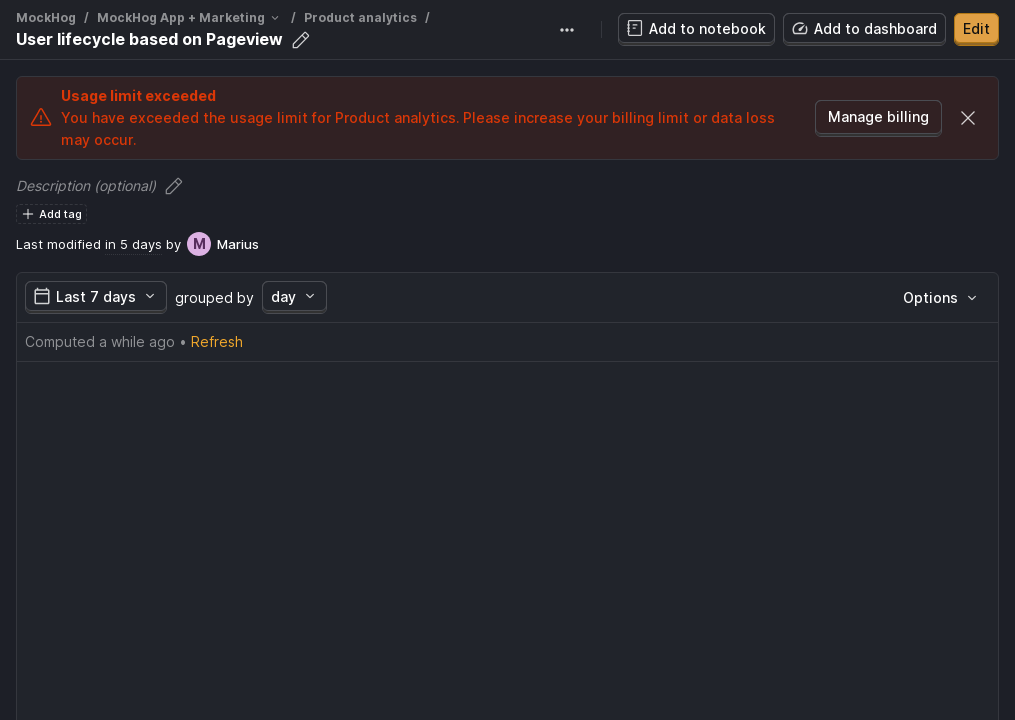 MockHog / MockHog App + Marketing / Product analytics /
User lifecycle based on Pageview
Add to notebook
Add to dashboard
Edit
Usage limit exceeded
You have exceeded the usage limit for Product analytics. Please increase your billing limit or data loss
may occur.
Manage billing
Description (optional)
Add tag
Last modified in 5 days by M Marius
Last 7 days grouped by day
Options
Computed a while ago • Refresh